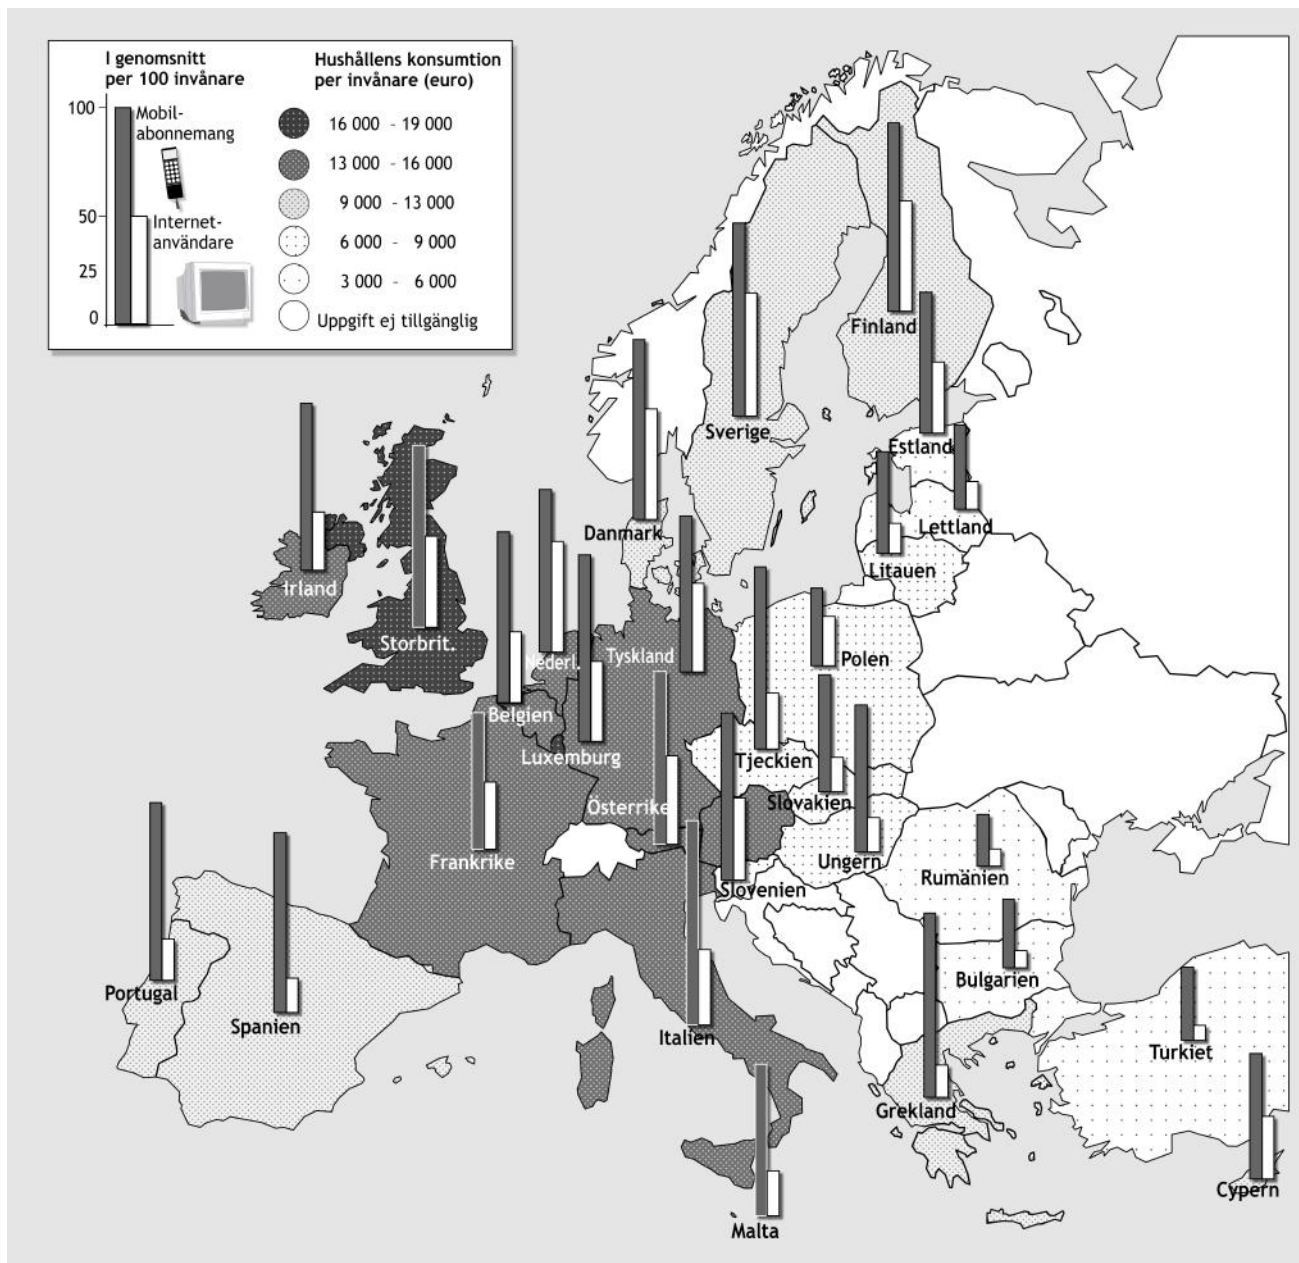 I genomsnitt
per 100 invånare
100
Mobil-
abonnemang
50
Internet-
användare
25
0
Hushållens konsumtion
per invånare (euro)
16 000 - 19 000
13 000 - 16 000
9 000 - 13 000
6 000 - 9 000
3 000 - 6 000
Uppgift ej tillgänglig
Finland
Sverige
Estland
Lettland
Danmark
Litauen
Irland
Storbrit.
Nederl.
Tyskland
Polen
Belgien
Luxemburg
Tjeckien
Slovakien
Österrike
Frankrike
Ungern
Slovenien
Rumänien
Bulgarien
Portugal
Spanien
Italien
Turkiet
Grekland
Cypern
Malta